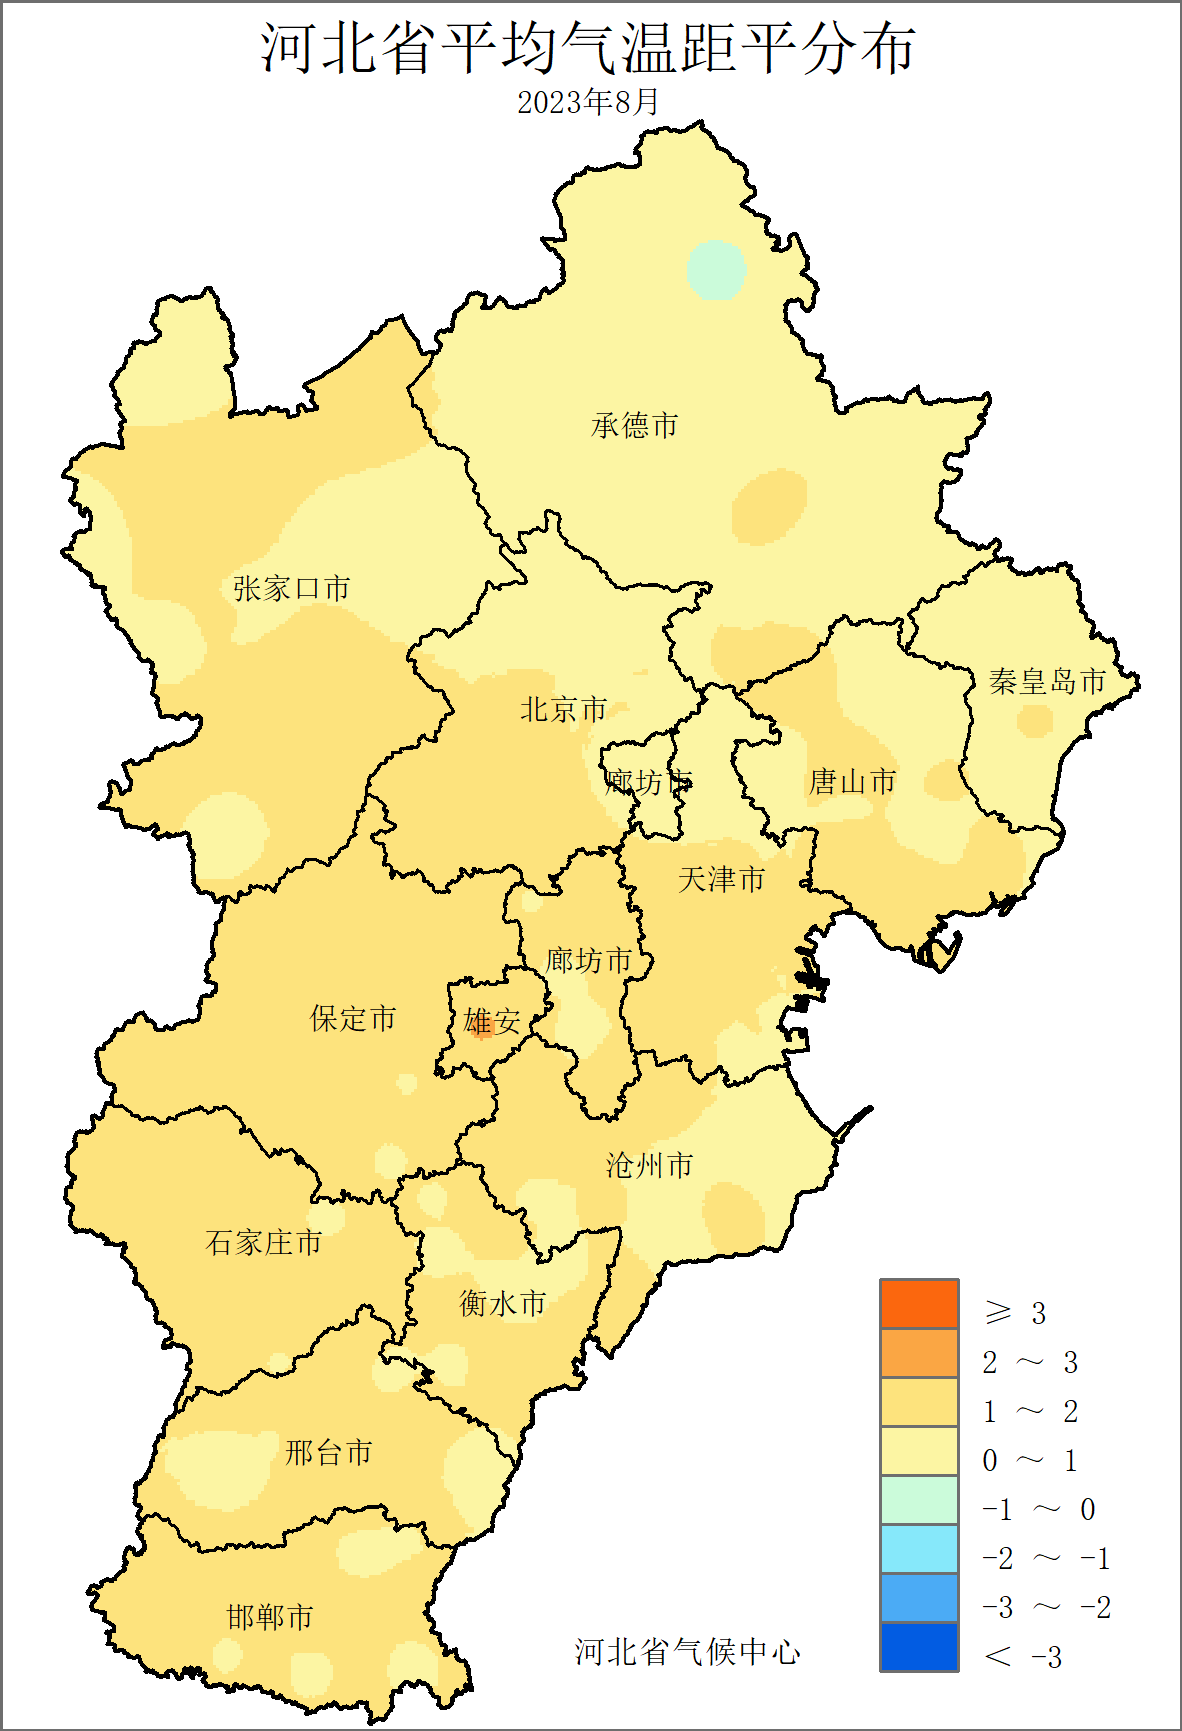 河北省平均气温距平分布
2023年8月
承德市
张家口市
秦皇岛市
北京市
廊坊市
唐山市
天津市
廊坊市
保定市
雄安
沧州市
石家庄市
衡水市
邢台市
邯郸市
≥ 3
2 ～ 3
1 ～ 2
0 ～ 1
-1 ～ 0
-2 ～ -1
-3 ～ -2
< -3
河北省气候中心